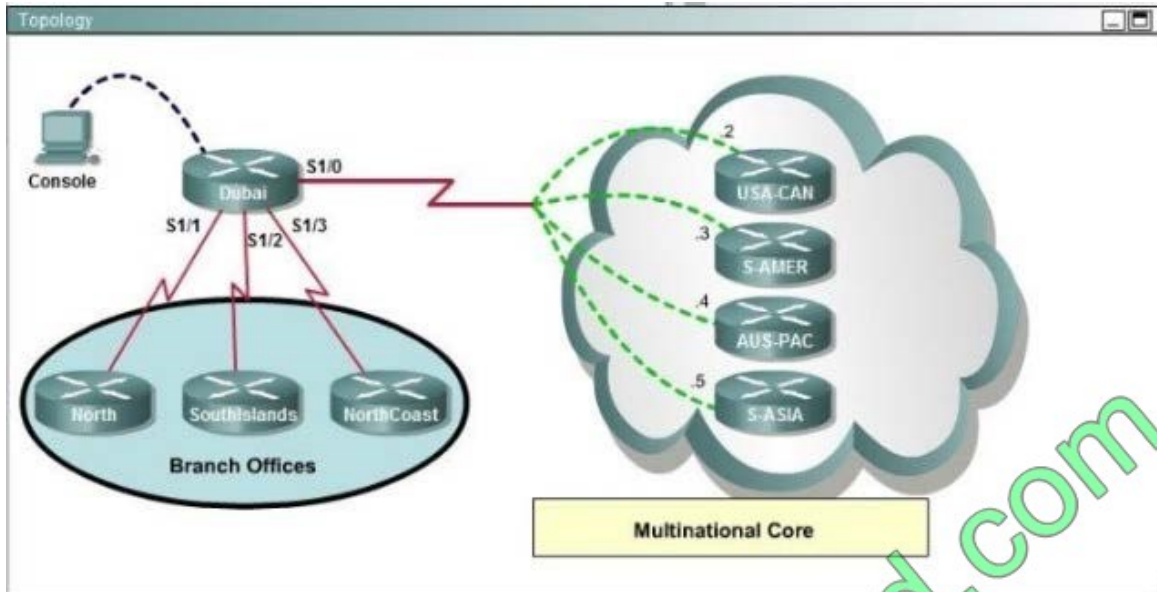 Topology
Console
Dubai
S1/0
S1/1
S1/2
S1/3
North
SouthIslands
NorthCoast
Branch Offices
.2
USA-CAN
.3
S-AMER
.4
AUS-PAC
.5
S-ASIA
Multinational Core
d.com